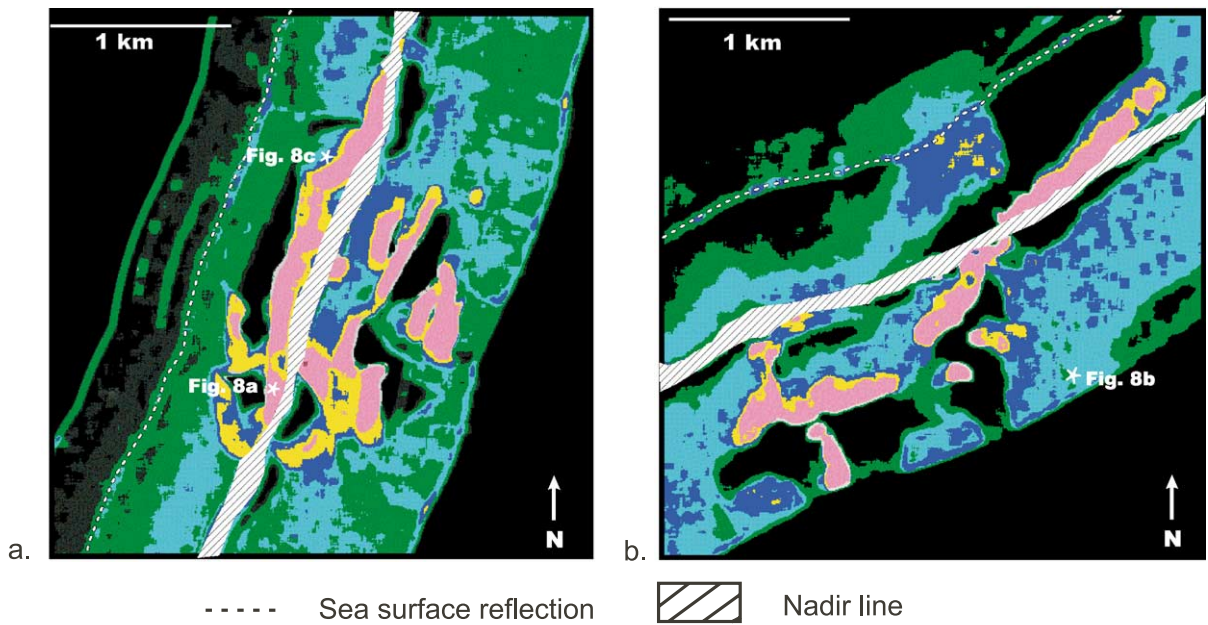 1 km
Fig. 8c
Fig. 8a
N
a.
1 km
Fig. 8b
N
b.
Sea surface reflection
Nadir line